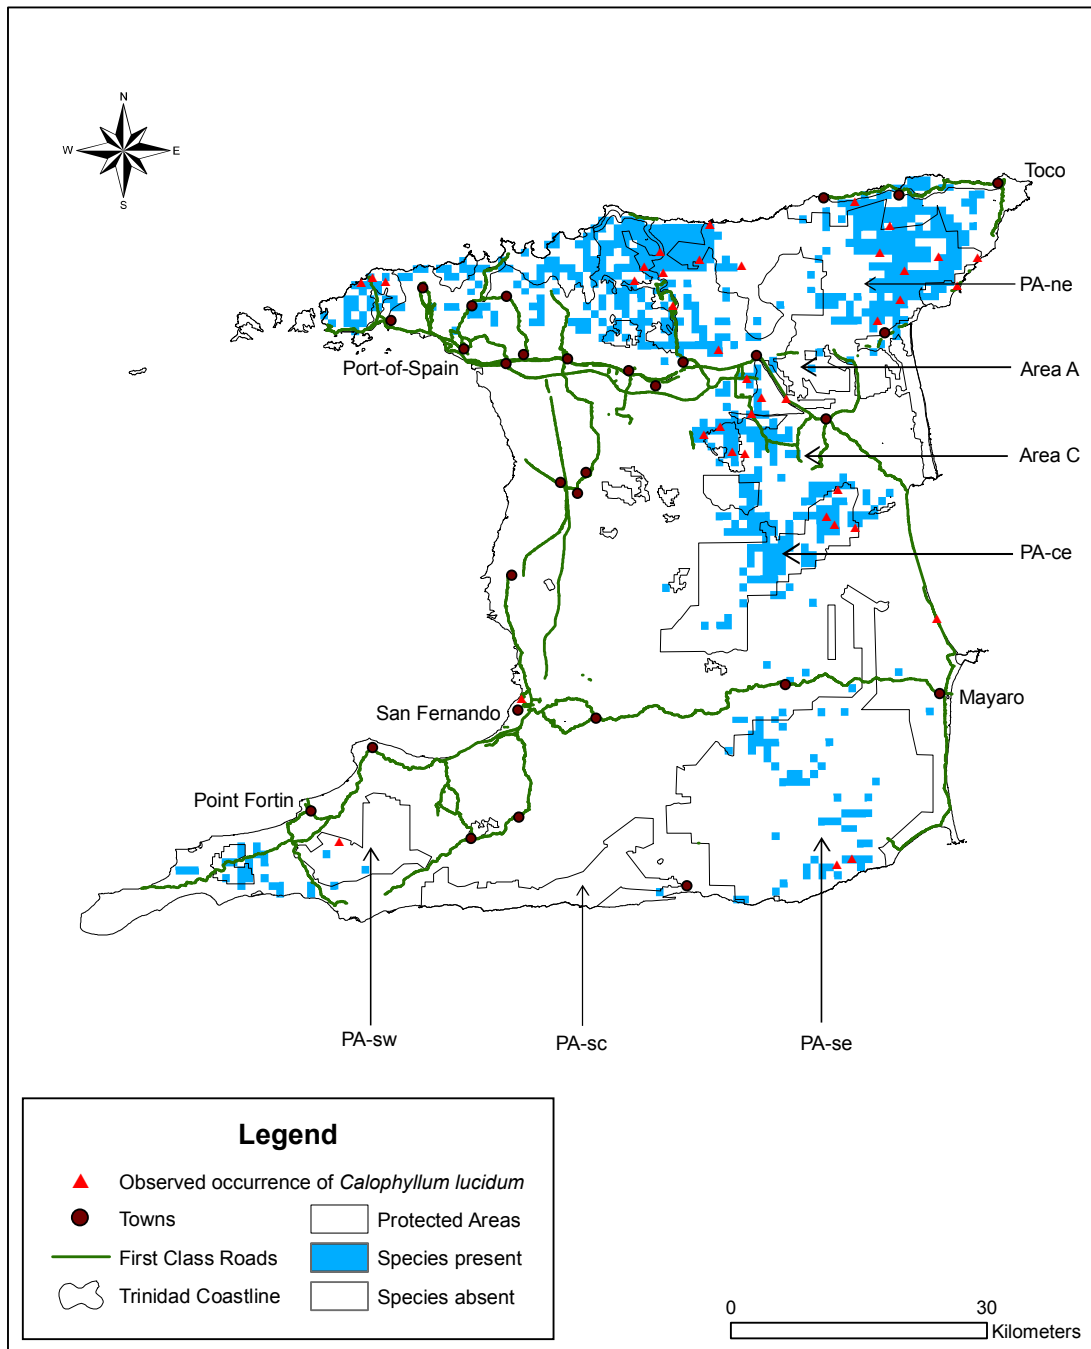 N
W E
S
Toco
PA-ne
Port-of-Spain
Area A
Area C
PA-ce
San Fernando
Mayaro
Point Fortin
PA-sw
PA-sc
PA-se
Legend
Observed occurrence of Calophyllum lucidum
Towns
Protected Areas
First Class Roads
Species present
Trinidad Coastline
Species absent
0 30
Kilometers